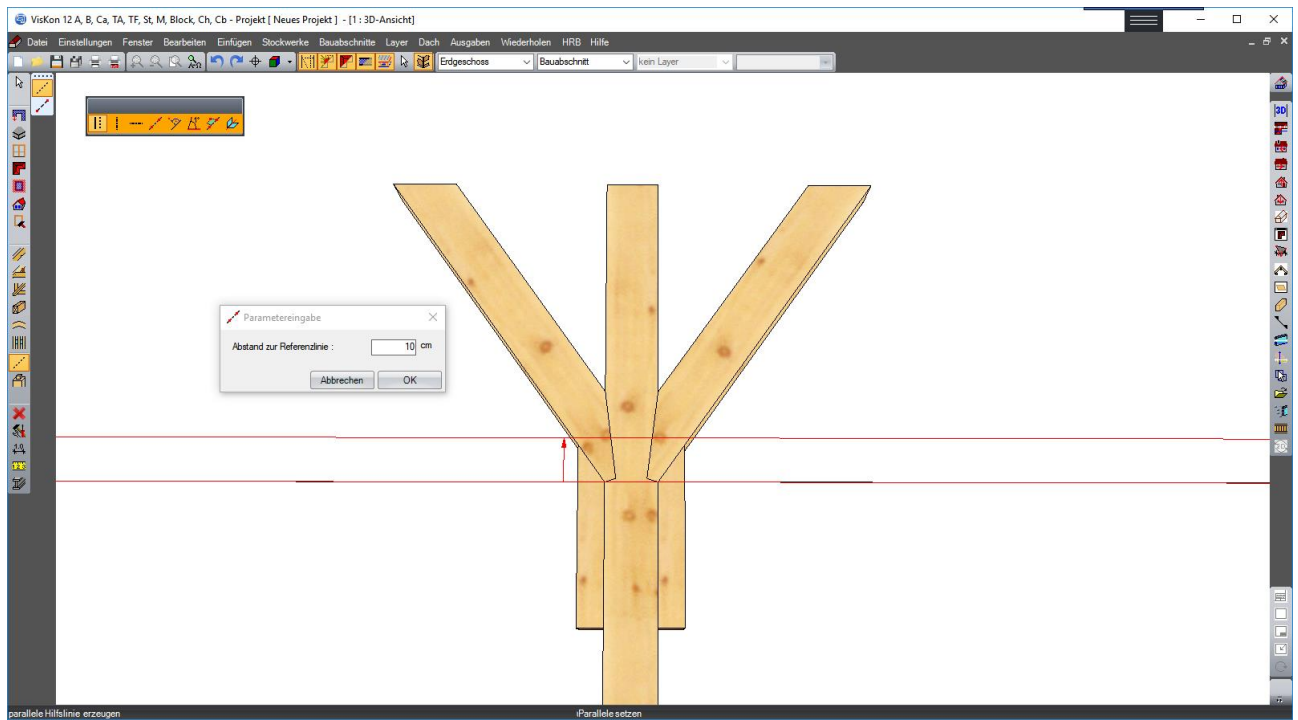 VisKon 12 A, B, Ca, TA, TF, St, M, Block, Ch, Cb - Projekt [ Neues Projekt ] - [1 : 3D-Ansicht]
Datei Einstellungen Fenster Bearbeiten Einfügen Stockwerke Bauabschnitte Layer Dach Ausgaben Wiederholen HRB Hilfe
Erdgeschoss Bauabschnitt kein Layer
3D
Parametereingabe
Abstand zur Referenzlinie : 10 cm
Abbrechen OK
parallele Hilfslinie erzeugen Parallele setzen